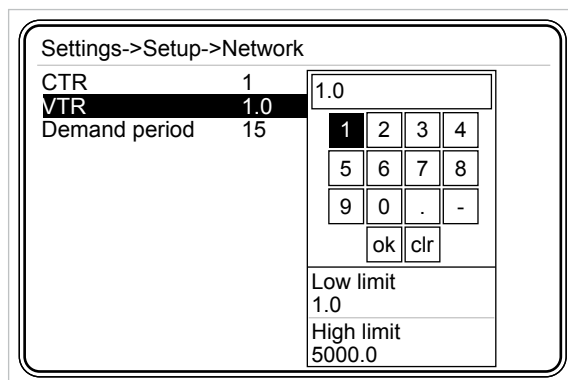 Settings->Setup->Network
CTR 1
VTR 1.0
Demand period 15
1.0
1 2 3 4
5 6 7 8
9 0 . -
ok clr
Low limit
1.0
High limit
5000.0